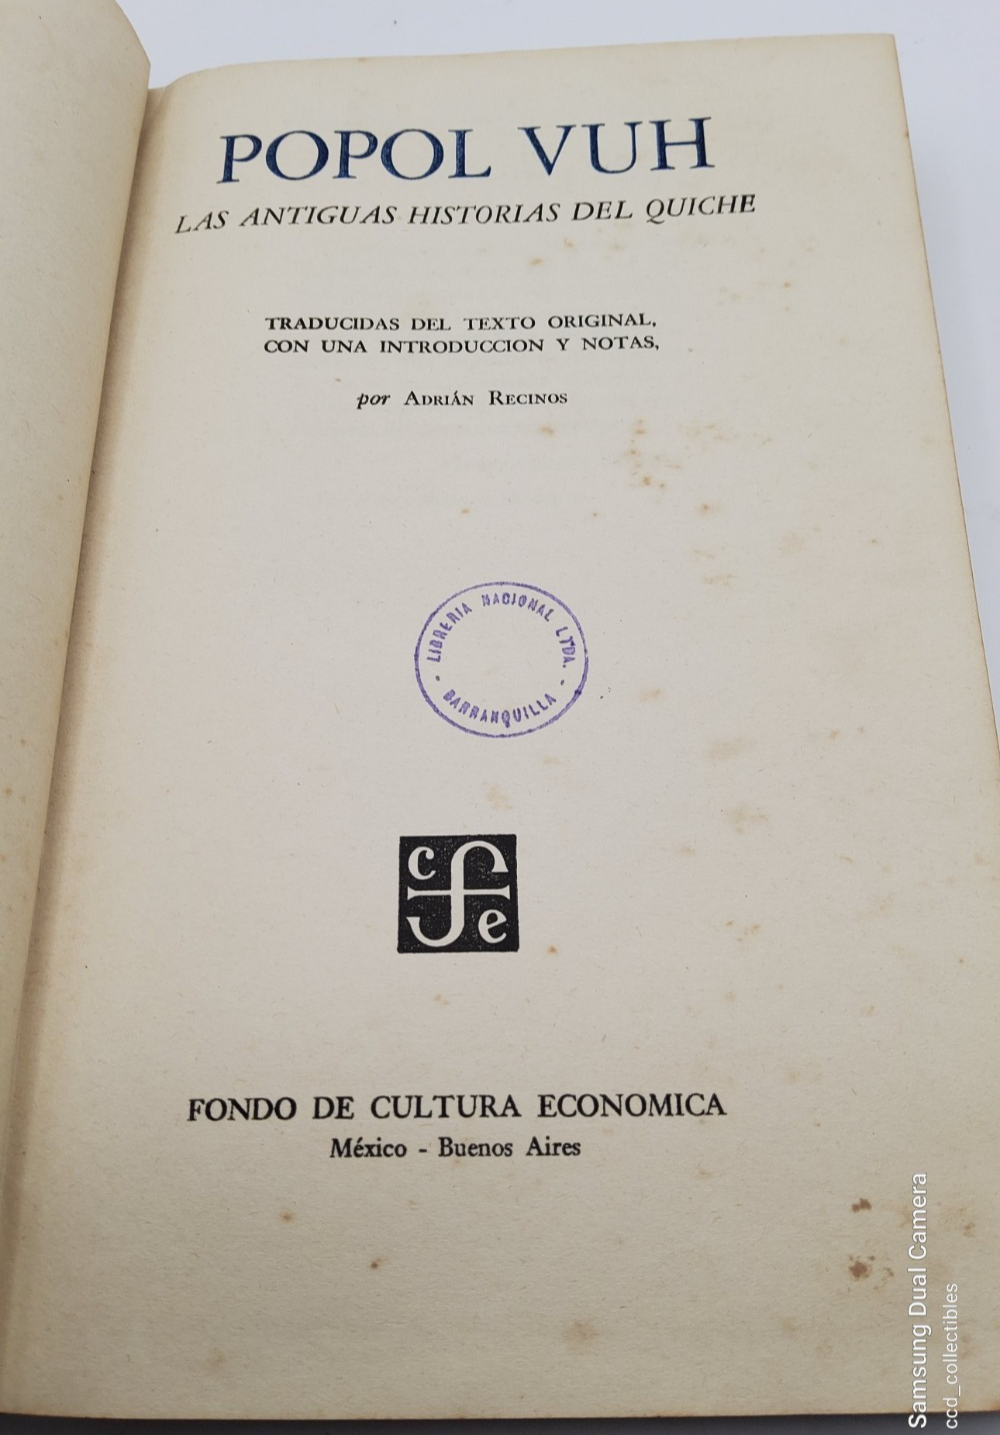 POPOL VUH
LAS ANTIGUAS HISTORIAS DEL QUICHE
TRADUCIDAS DEL TEXTO ORIGINAL,
CON UNA INTRODUCCION Y NOTAS,
por ADRIÁN RECINOS
LIBRERIA NACIONAL LTDA.
- BARRANQUILLA -
c f e
FONDO DE CULTURA ECONOMICA
México - Buenos Aires
Samsung Dual Camera
ccd_collectibles